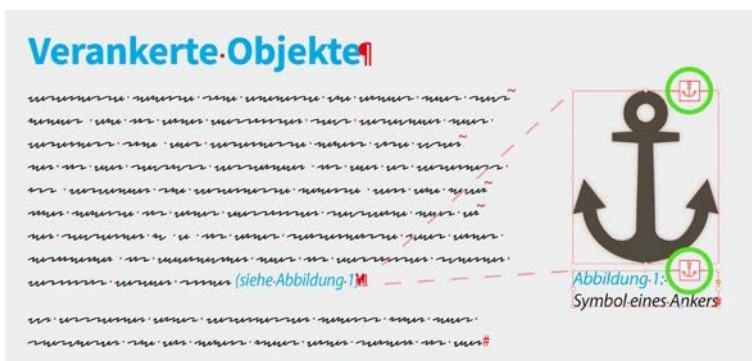 Verankerte Objekte¶
(siehe Abbildung 1)¶
Abbildung 1:
Symbol eines Ankers#